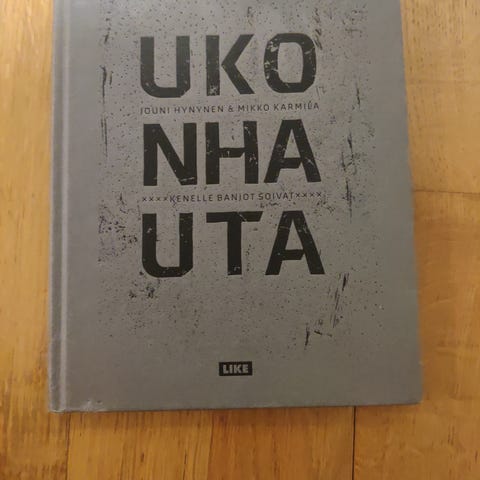 UKO
JOUNI HYNYNEN & MIKKO KARMILA
NHA
××××KENELLE BANJOT SOIVAT××××
UTA
LIKE